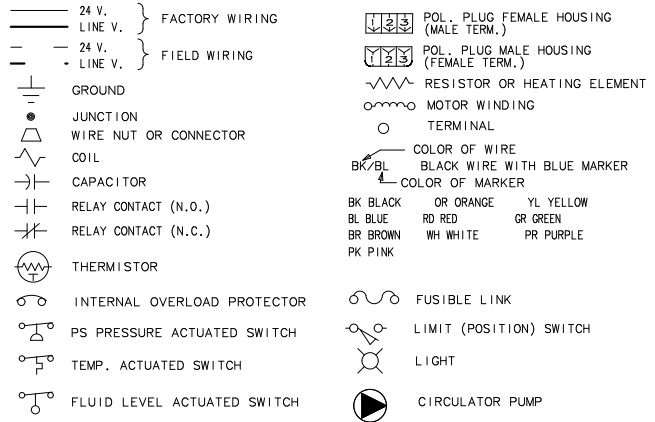 24 V.
LINE V.
FACTORY WIRING
24 V.
LINE V.
FIELD WIRING
GROUND
JUNCTION
WIRE NUT OR CONNECTOR
COIL
CAPACITOR
RELAY CONTACT (N.O.)
RELAY CONTACT (N.C.)
THERMISTOR
T
INTERNAL OVERLOAD PROTECTOR
PS PRESSURE ACTUATED SWITCH
TEMP. ACTUATED SWITCH
FLUID LEVEL ACTUATED SWITCH
1 2 3
POL. PLUG FEMALE HOUSING
(MALE TERM.)
1 2 3
POL. PLUG MALE HOUSING
(FEMALE TERM.)
RESISTOR OR HEATING ELEMENT
MOTOR WINDING
TERMINAL
COLOR OF WIRE
BK/BL BLACK WIRE WITH BLUE MARKER
COLOR OF MARKER
BK BLACK OR ORANGE YL YELLOW
BL BLUE RD RED GR GREEN
BR BROWN WH WHITE PR PURPLE
PK PINK
FUSIBLE LINK
LIMIT (POSITION) SWITCH
LIGHT
CIRCULATOR PUMP